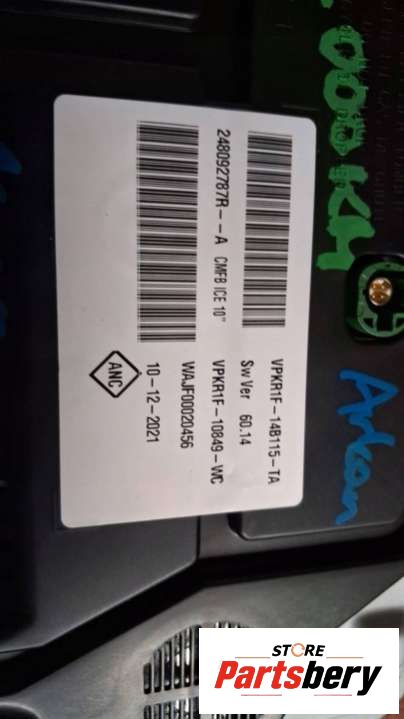 VPKR1F-14B115-TA
Sw Ver 60.14
248092787R--A CMFB ICE 10"
VPKR1F-10849-WC
WAJF00020456
10-12-2021
ANC
Arkan
STORE
Partsbery